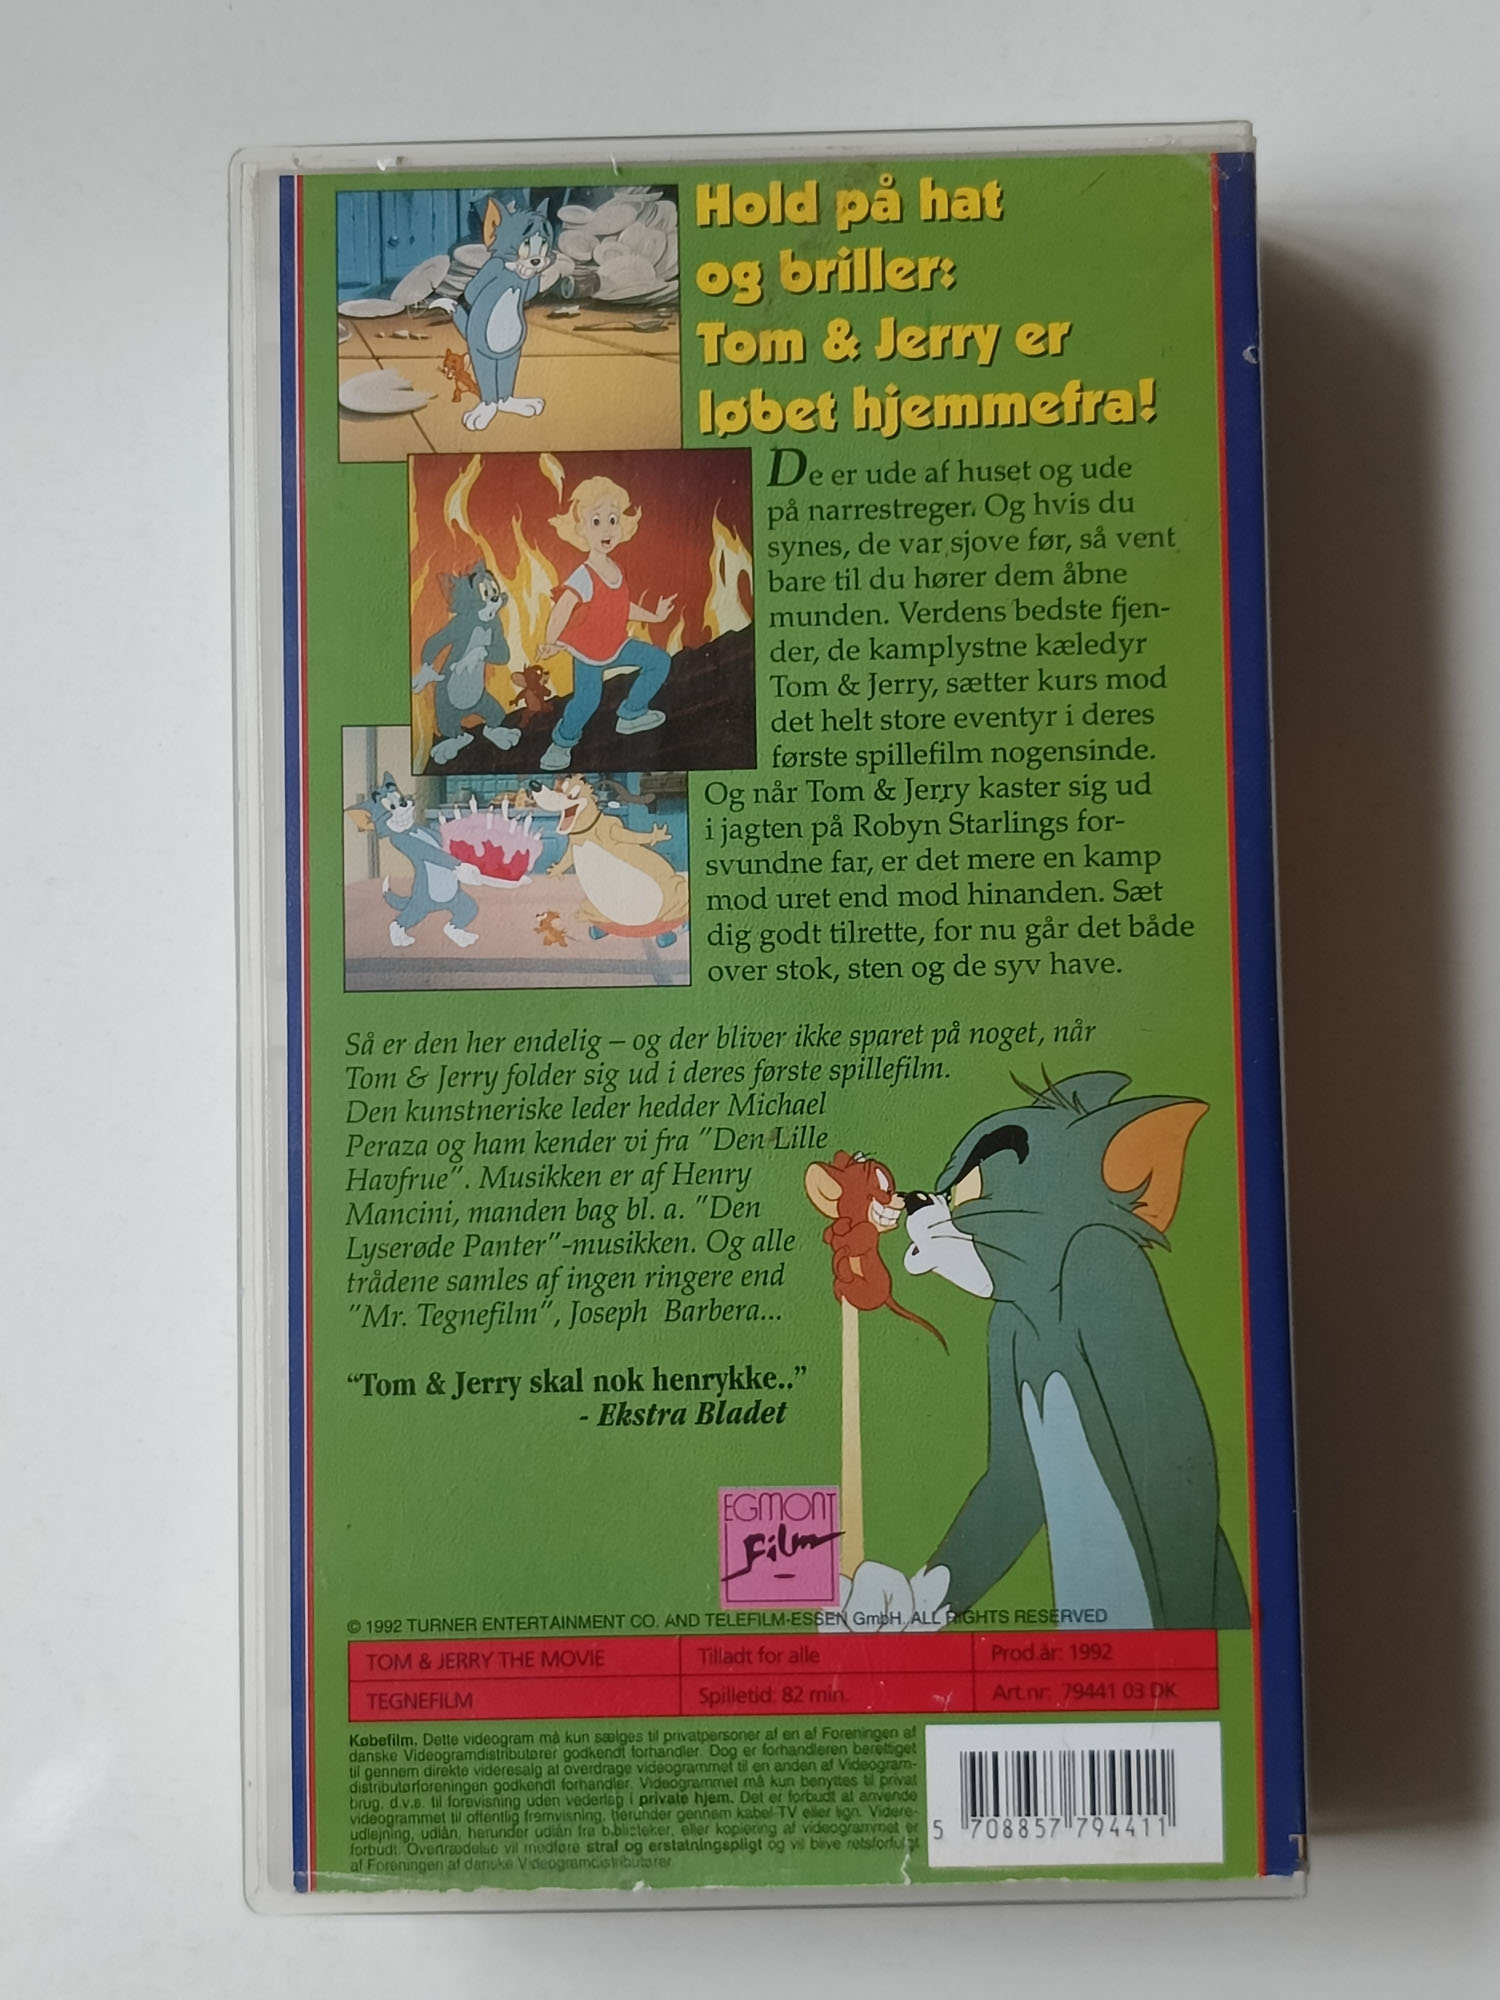 Hold på hat
og briller:
Tom & Jerry er
løbet hjemmefra!
De er ude af huset og ude
på narrestreger. Og hvis du
synes, de var sjove før, så vent
bare til du hører dem åbne
munden. Verdens bedste fjen-
der, de kamplystne kæledyr
Tom & Jerry, sætter kurs mod
det helt store eventyr i deres
første spillefilm nogensinde.
Og når Tom & Jerry kaster sig ud
i jagten på Robyn Starlings for-
svundne far, er det mere en kamp
mod uret end mod hinanden. Sæt
dig godt tilrette, for nu går det både
over stok, sten og de syv have.
Så er den her endelig – og der bliver ikke sparet på noget, når
Tom & Jerry folder sig ud i deres første spillefilm.
Den kunstneriske leder hedder Michael
Peraza og ham kender vi fra "Den Lille
Havfrue". Musikken er af Henry
Mancini, manden bag bl. a. "Den
Lyserøde Panter"-musikken. Og alle
trådene samles af ingen ringere end
"Mr. Tegnefilm", Joseph Barbera...
“Tom & Jerry skal nok henrykke..”
- Ekstra Bladet
EGMONT
Film
© 1992 TURNER ENTERTAINMENT CO. AND TELEFILM-ESSEN GmbH. ALL RIGHTS RESERVED
TOM & JERRY THE MOVIE Tilladt for alle Prod.år: 1992
TEGNEFILM Spilletid: 82 min. Art.nr: 79441 03 DK
Købefilm. Dette videogram må kun sælges til privatpersoner af en af Foreningen af
danske Videogramdistributører godkendt forhandler. Dog er forhandleren berettiget
til gennem direkte videresalg at overdrage videogrammet til en anden af Videogram-
distributørforeningen godkendt forhandler. Videogrammet må kun benyttes til privat
brug, d.v.s. til forevisning uden vederlag i private hjem. Det er forbudt at anvende
videogrammet til offentlig fremvisning, herunder gennem kabel-TV eller lign. Videre-
udlejning, udlån, herunder udlån fra biblioteker, eller kopiering af videogrammet er
forbudt. Overtrædelse vil medføre straf og erstatningspligt og vil blive retsforfulgt
af Foreningen af danske Videogramdistributører.
5 708857 794411